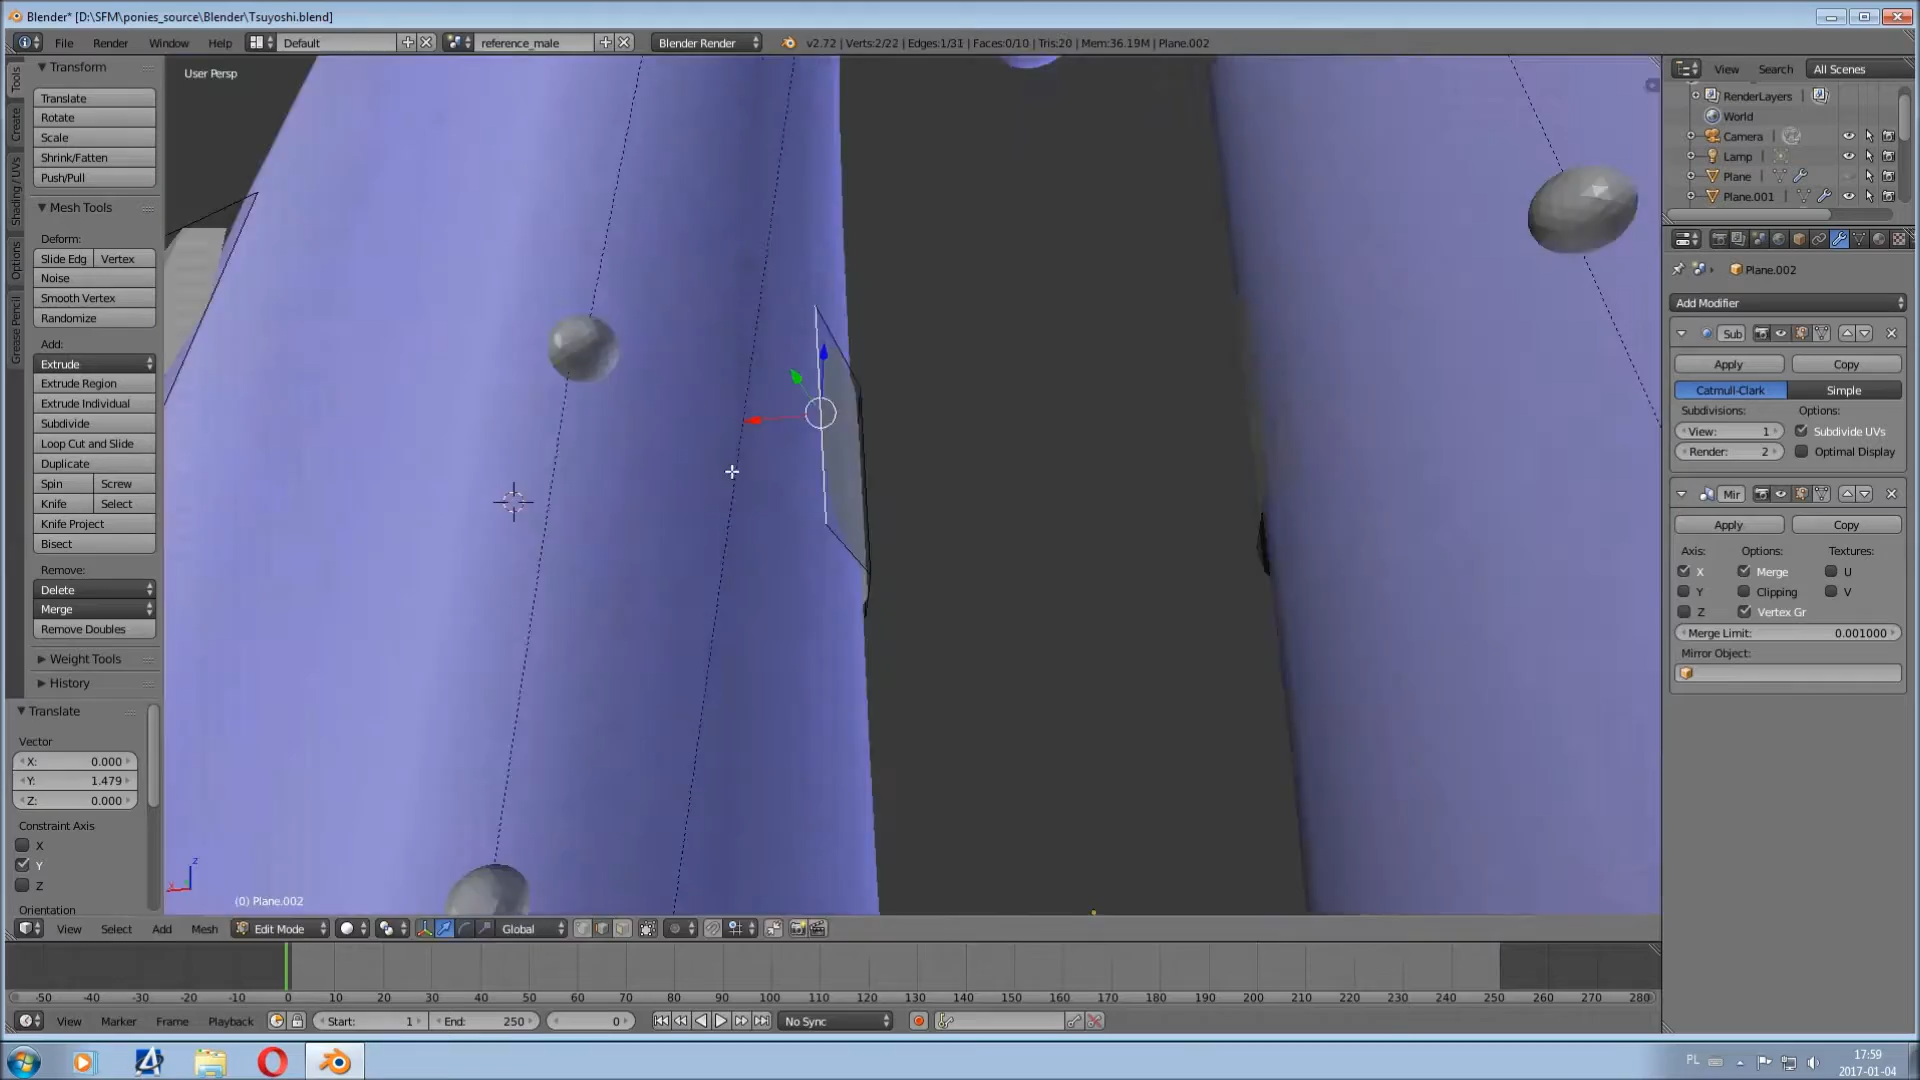 Blender* [D:\SFM\ponies_source\Blender\Tsuyoshi.blend]
File Render Window Help Default reference_male Blender Render v2.72 | Verts:2/22 | Edges:1/31 | Faces:0/10 | Tris:20 | Mem:36.19M | Plane.002
Tools
Create
Shading / UVs
Options
Grease Pencil
Transform
Translate
Rotate
Scale
Shrink/Fatten
Push/Pull
Mesh Tools
Deform:
Slide Edg Vertex
Noise
Smooth Vertex
Randomize
Add:
Extrude
Extrude Region
Extrude Individual
Subdivide
Loop Cut and Slide
Duplicate
Spin Screw
Knife Select
Knife Project
Bisect
Remove:
Delete
Merge
Remove Doubles
Weight Tools
History
Translate
Vector
X: 0.000
Y: 1.479
Z: 0.000
Constraint Axis
X
Y
Z
Orientation
User Persp
z
x
(0) Plane.002
View Select Add Mesh Edit Mode Global
View Search All Scenes
RenderLayers
World
Camera
Lamp
Plane
Plane.001
Plane.002
Add Modifier
Sub
Apply Copy
Catmull-Clark Simple
Subdivisions: Options:
View: 1 Subdivide UVs
Render: 2 Optimal Display
Mir
Apply Copy
Axis: Options: Textures:
X Merge U
Y Clipping V
Z Vertex Gr
Merge Limit: 0.001000
Mirror Object:
-50 -40 -30 -20 -10 0 10 20 30 40 50 60 70 80 90 100 110 120 130 140 150 160 170 180 190 200 210 220 230 240 250 260 270 280
View Marker Frame Playback Start: 1 End: 250 0 No Sync
PL 17:59
2017-01-04